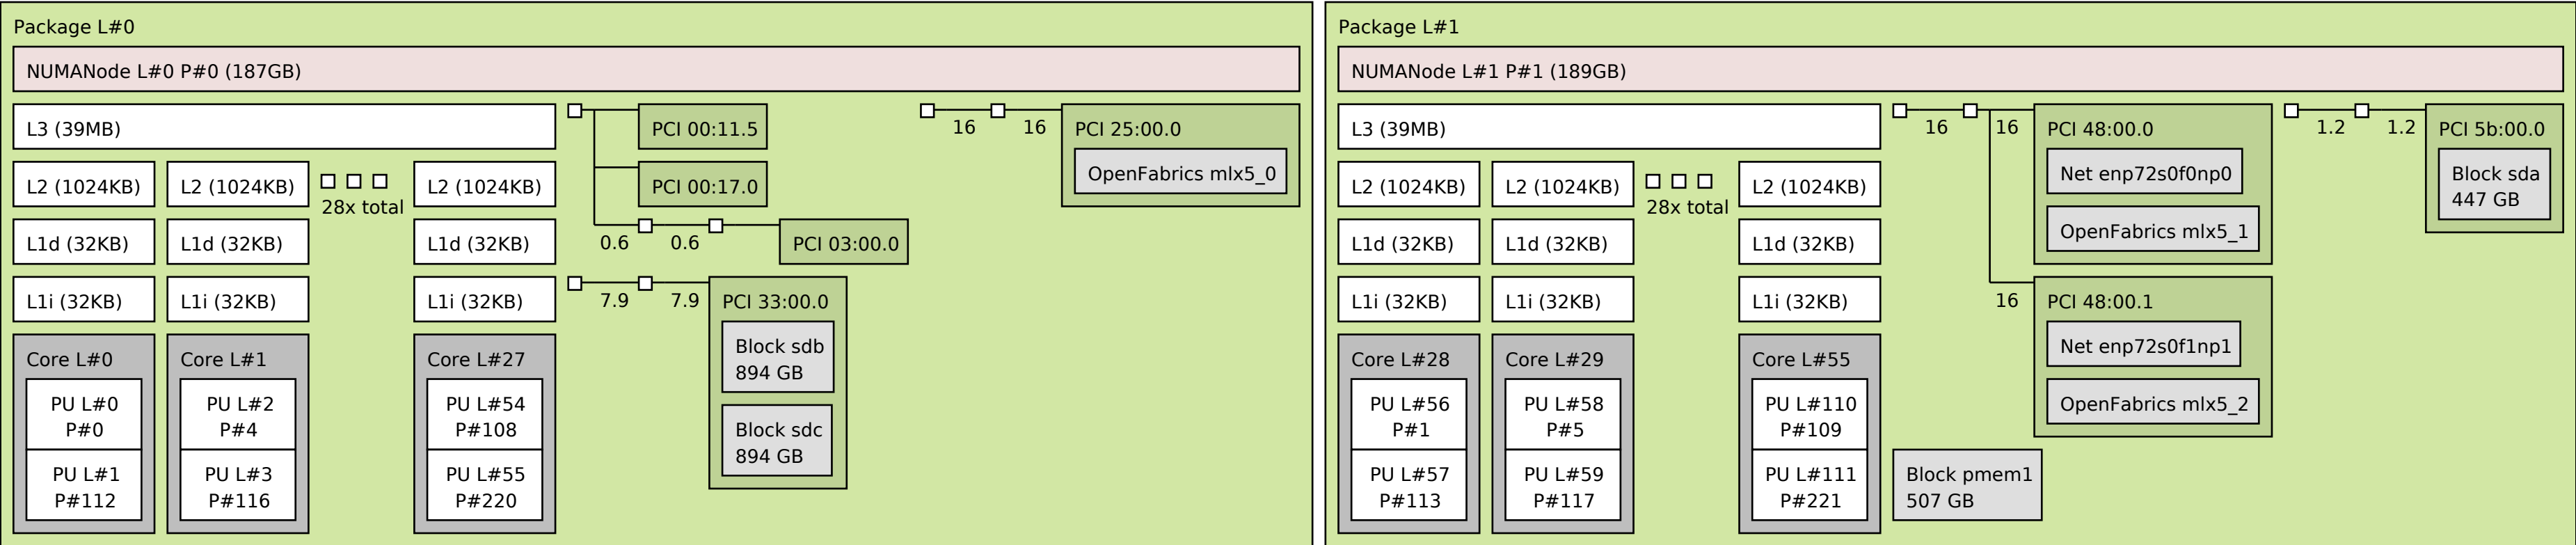 Package L#0
NUMANode L#0 P#0 (187GB)
L3 (39MB)
L2 (1024KB)
L2 (1024KB)
28x total
L2 (1024KB)
L1d (32KB)
L1d (32KB)
L1d (32KB)
L1i (32KB)
L1i (32KB)
L1i (32KB)
Core L#0
PU L#0
P#0
PU L#1
P#112
Core L#1
PU L#2
P#4
PU L#3
P#116
Core L#27
PU L#54
P#108
PU L#55
P#220
PCI 00:11.5
PCI 00:17.0
0.6
0.6
PCI 03:00.0
7.9
7.9
PCI 33:00.0
Block sdb
894 GB
Block sdc
894 GB
16
16
PCI 25:00.0
OpenFabrics mlx5_0
Package L#1
NUMANode L#1 P#1 (189GB)
L3 (39MB)
L2 (1024KB)
L2 (1024KB)
28x total
L2 (1024KB)
L1d (32KB)
L1d (32KB)
L1d (32KB)
L1i (32KB)
L1i (32KB)
L1i (32KB)
Core L#28
PU L#56
P#1
PU L#57
P#113
Core L#29
PU L#58
P#5
PU L#59
P#117
Core L#55
PU L#110
P#109
PU L#111
P#221
16
16
PCI 48:00.0
Net enp72s0f0np0
OpenFabrics mlx5_1
16
PCI 48:00.1
Net enp72s0f1np1
OpenFabrics mlx5_2
1.2
1.2
PCI 5b:00.0
Block sda
447 GB
Block pmem1
507 GB